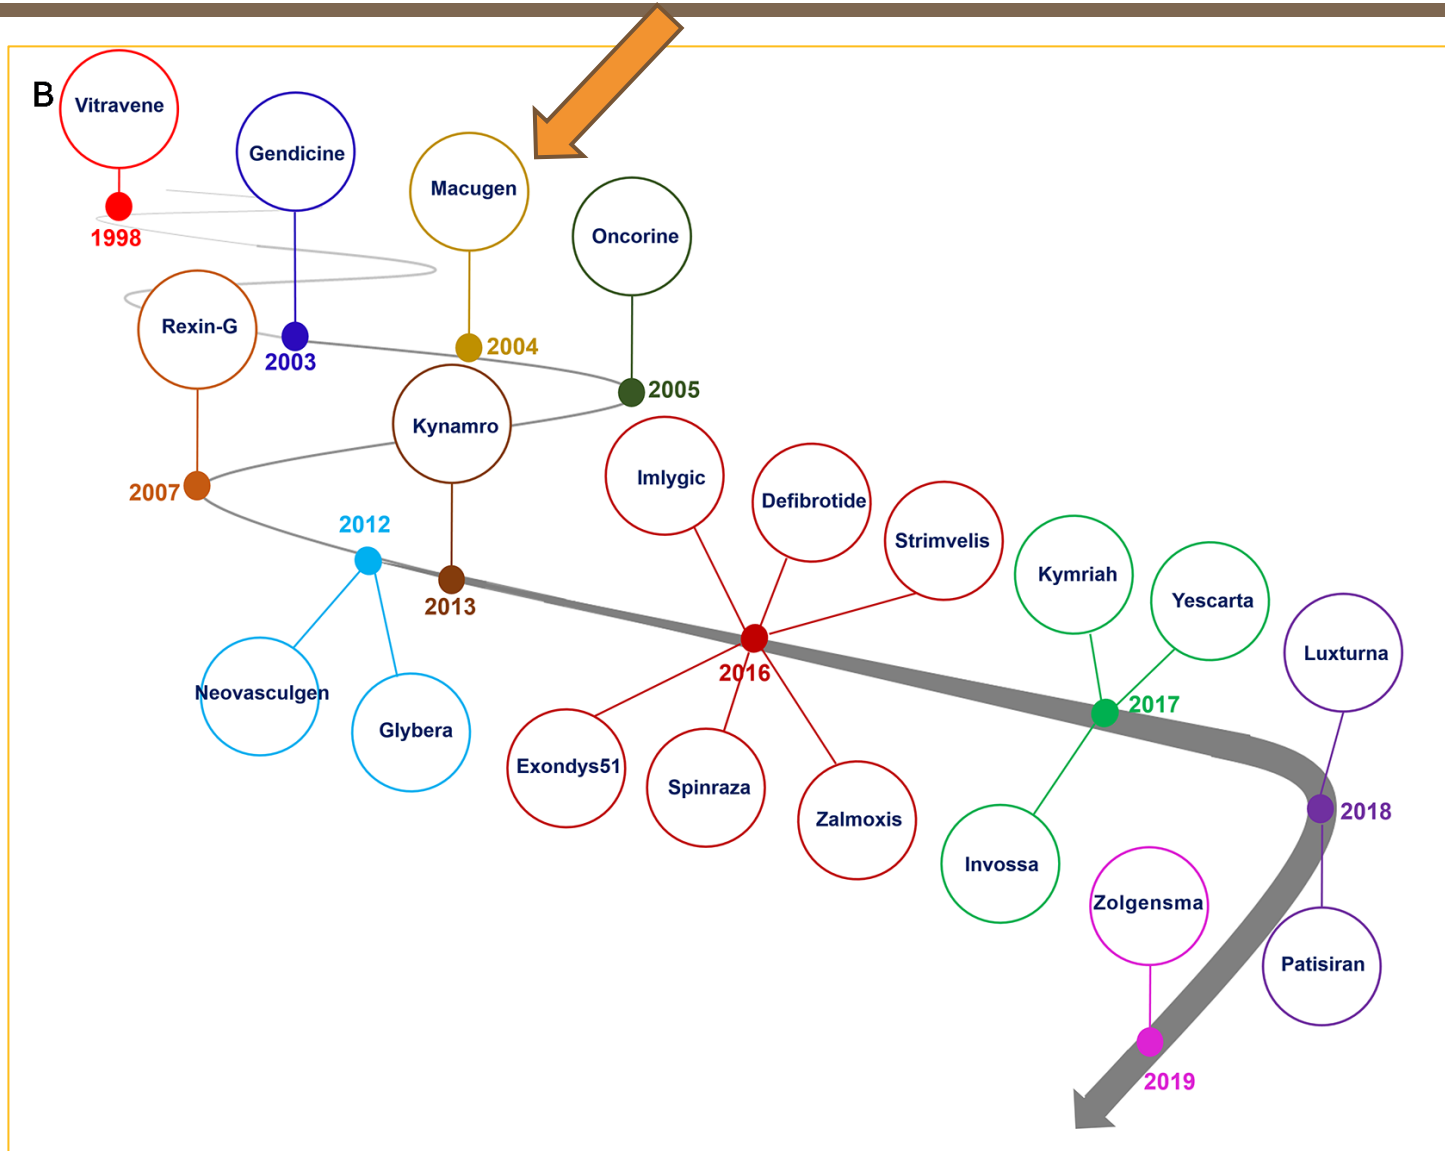 B
Vitravene
1998
Gendicine
2003
Macugen
2004
Oncorine
2005
Rexin-G
2007
Kynamro
2013
2012
Neovasculgen
Glybera
Imlygic
Defibrotide
Strimvelis
2016
Exondys51
Spinraza
Zalmoxis
Kymriah
Yescarta
2017
Invossa
Luxturna
2018
Patisiran
Zolgensma
2019